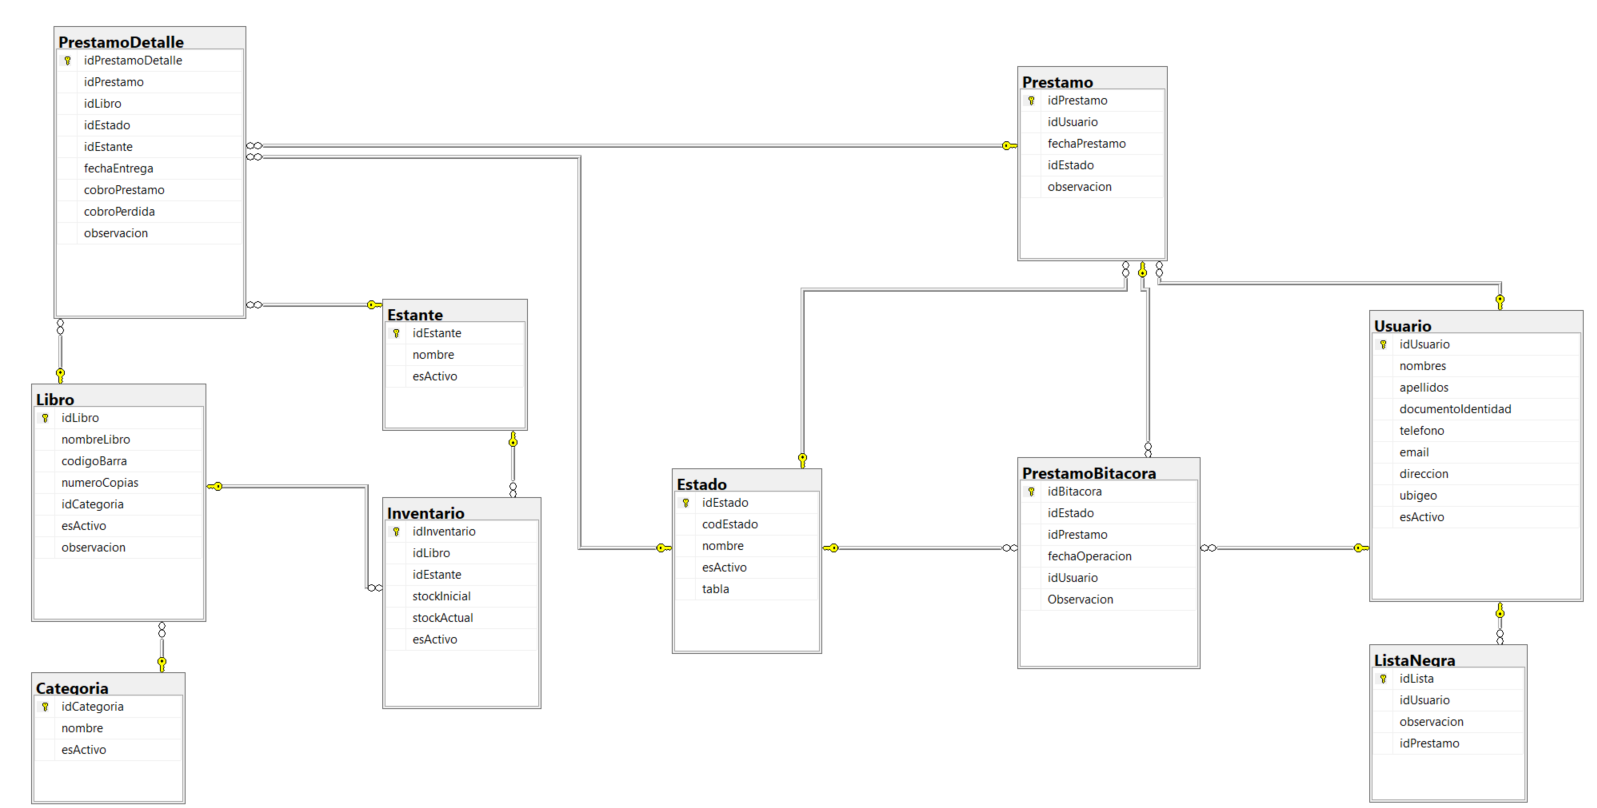 PrestamoDetalle
idPrestamoDetalle
idPrestamo
idLibro
idEstado
idEstante
fechaEntrega
cobroPrestamo
cobroPerdida
observacion
Prestamo
idPrestamo
idUsuario
fechaPrestamo
idEstado
observacion
Estante
idEstante
nombre
esActivo
Usuario
idUsuario
nombres
apellidos
documentoIdentidad
telefono
email
direccion
ubigeo
esActivo
Libro
idLibro
nombreLibro
codigoBarra
numeroCopias
idCategoria
esActivo
observacion
Inventario
idInventario
idLibro
idEstante
stockInicial
stockActual
esActivo
Estado
idEstado
codEstado
nombre
esActivo
tabla
PrestamoBitacora
idBitacora
idEstado
idPrestamo
fechaOperacion
idUsuario
Observacion
Categoria
idCategoria
nombre
esActivo
ListaNegra
idLista
idUsuario
observacion
idPrestamo